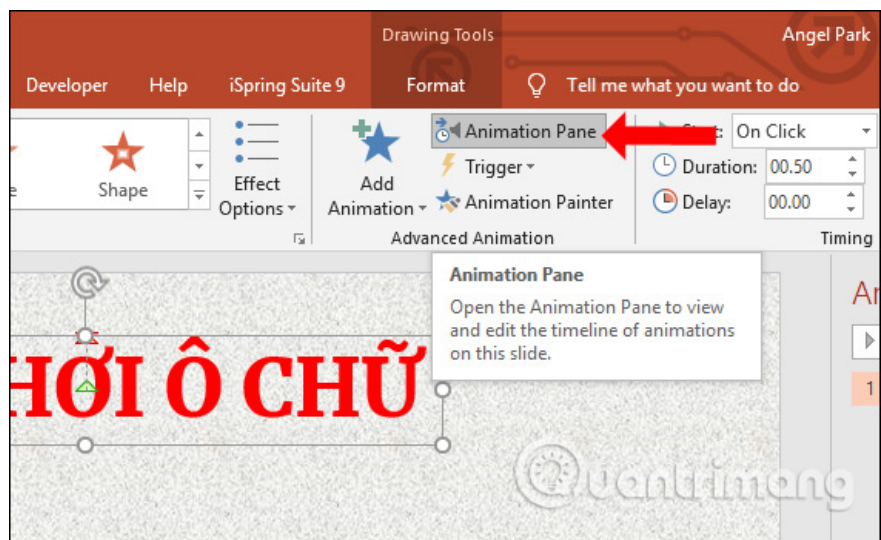 Drawing Tools
Angel Park
Developer Help iSpring Suite 9 Format Tell me what you want to do
Animation Pane On Click
Trigger Duration: 00.50
Shape Effect Options Add Animation
Animation Painter Delay: 00.00
Advanced Animation Timing
Animation Pane
Open the Animation Pane to view
and edit the timeline of animations
on this slide.
1
HƠI Ô CHỮ
Quantrimang